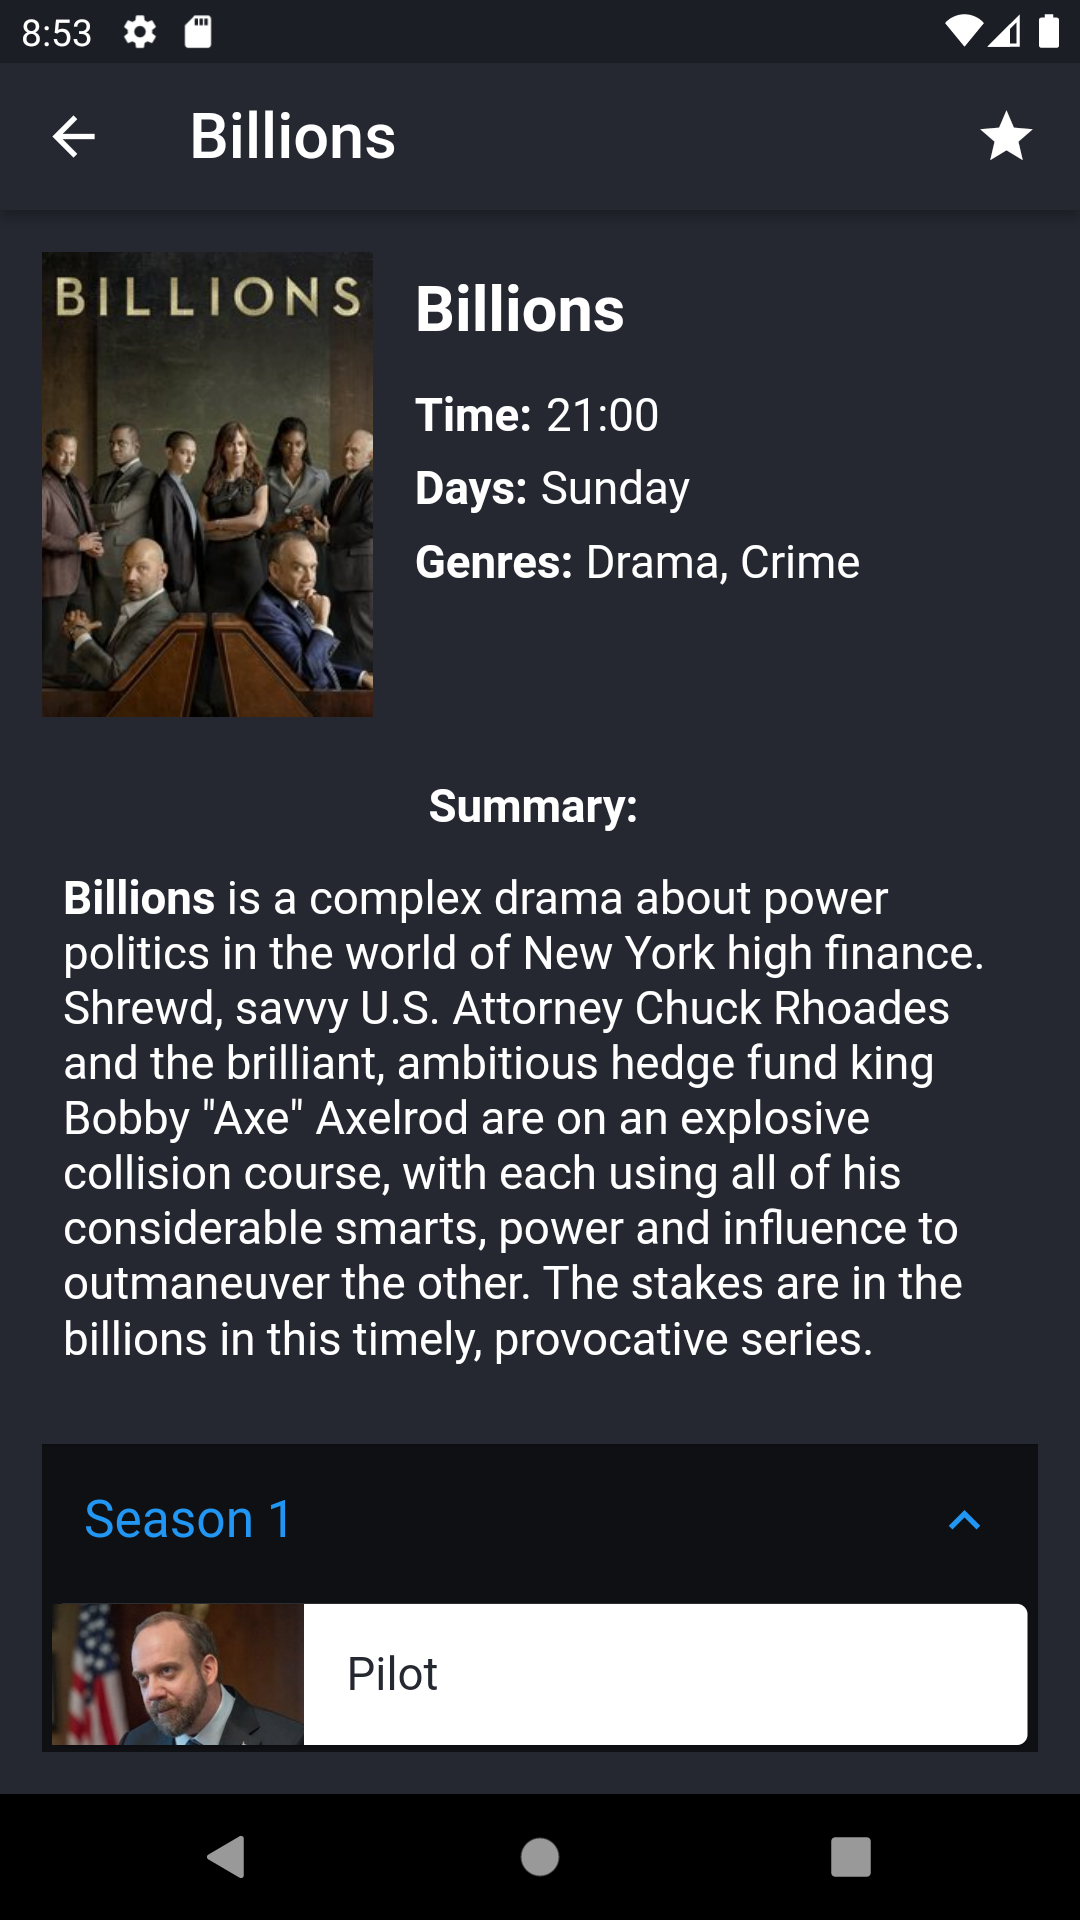 8:53
Billions
BILLIONS
Billions
Time: 21:00
Days: Sunday
Genres: Drama, Crime
Summary:
Billions is a complex drama about power
politics in the world of New York high finance.
Shrewd, savvy U.S. Attorney Chuck Rhoades
and the brilliant, ambitious hedge fund king
Bobby "Axe" Axelrod are on an explosive
collision course, with each using all of his
considerable smarts, power and influence to
outmaneuver the other. The stakes are in the
billions in this timely, provocative series.
Season 1
Pilot